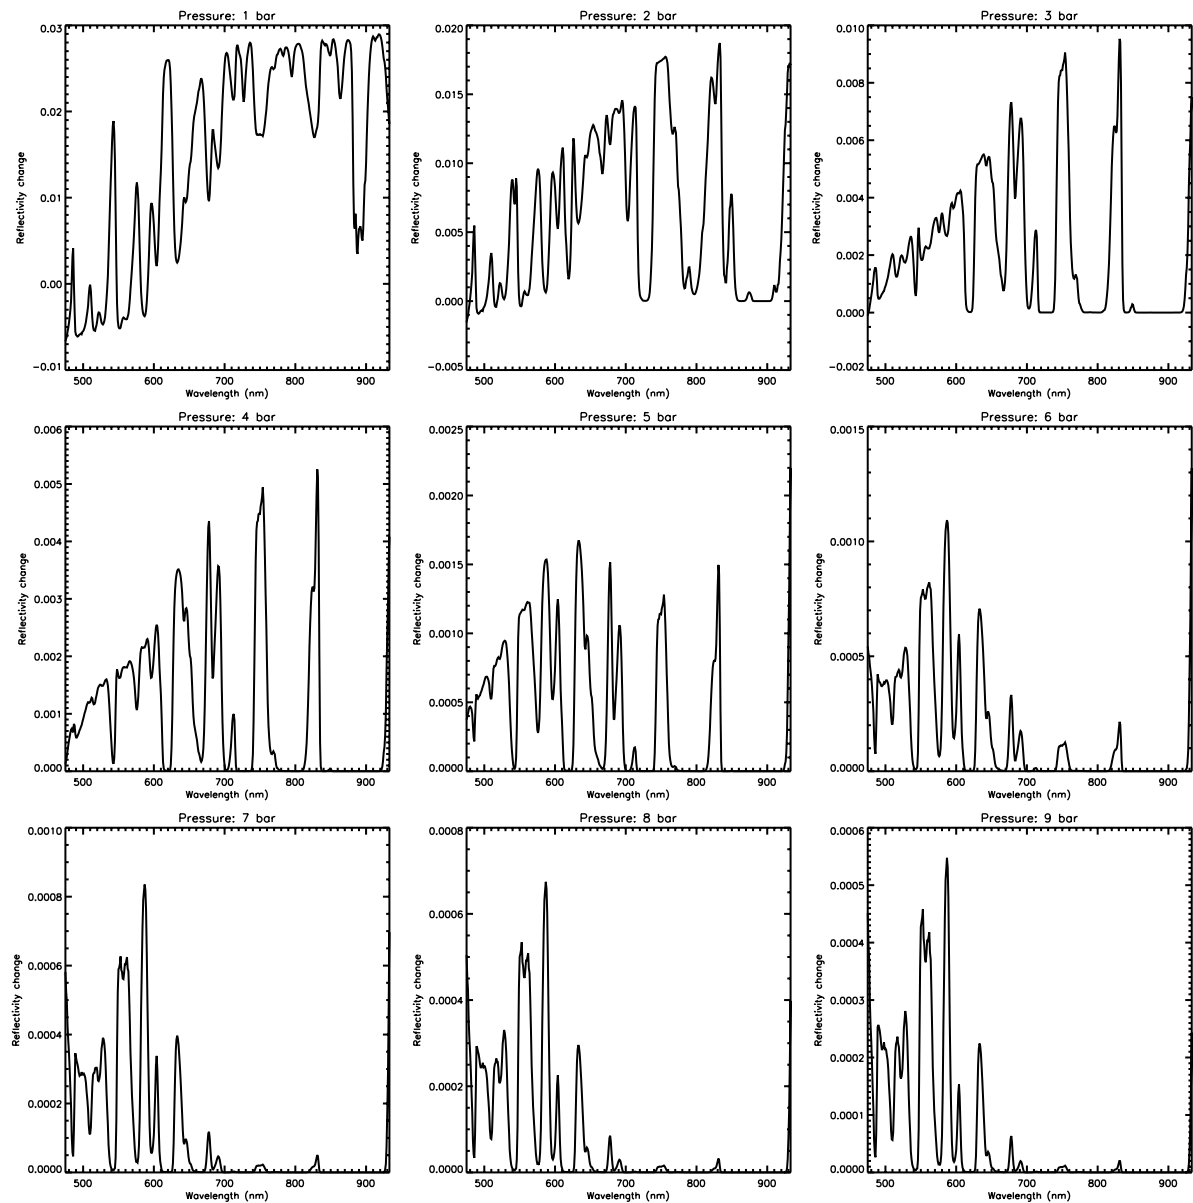 Pressure: 1 bar
Reflectivity change
0.03
0.02
0.01
0.00
−0.01
500 600 700 800 900
Wavelength (nm)
Pressure: 2 bar
Reflectivity change
0.020
0.015
0.010
0.005
0.000
−0.005
500 600 700 800 900
Wavelength (nm)
Pressure: 3 bar
Reflectivity change
0.010
0.008
0.006
0.004
0.002
0.000
−0.002
500 600 700 800 900
Wavelength (nm)
Pressure: 4 bar
Reflectivity change
0.006
0.005
0.004
0.003
0.002
0.001
0.000
500 600 700 800 900
Wavelength (nm)
Pressure: 5 bar
Reflectivity change
0.0025
0.0020
0.0015
0.0010
0.0005
0.0000
500 600 700 800 900
Wavelength (nm)
Pressure: 6 bar
Reflectivity change
0.0015
0.0010
0.0005
0.0000
500 600 700 800 900
Wavelength (nm)
Pressure: 7 bar
Reflectivity change
0.0010
0.0008
0.0006
0.0004
0.0002
0.0000
500 600 700 800 900
Wavelength (nm)
Pressure: 8 bar
Reflectivity change
0.0008
0.0006
0.0004
0.0002
0.0000
500 600 700 800 900
Wavelength (nm)
Pressure: 9 bar
Reflectivity change
0.0006
0.0005
0.0004
0.0003
0.0002
0.0001
0.0000
500 600 700 800 900
Wavelength (nm)